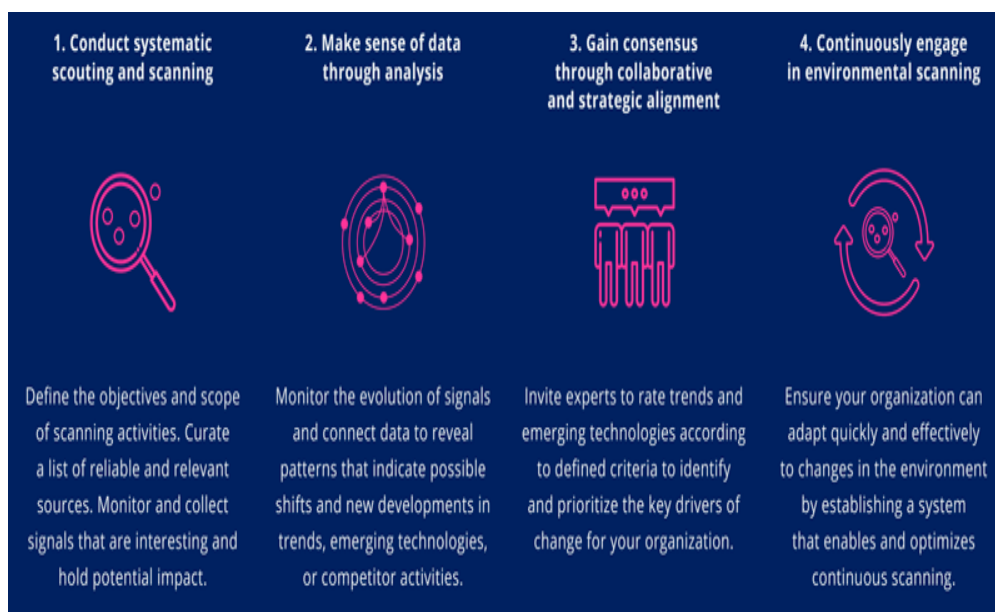 1. Conduct systematic
scouting and scanning
2. Make sense of data
through analysis
3. Gain consensus
through collaborative
and strategic alignment
4. Continuously engage
in environmental scanning
Define the objectives and scope
of scanning activities. Curate
a list of reliable and relevant
sources. Monitor and collect
signals that are interesting and
hold potential impact.
Monitor the evolution of signals
and connect data to reveal
patterns that indicate possible
shifts and new developments in
trends, emerging technologies,
or competitor activities.
Invite experts to rate trends and
emerging technologies according
to defined criteria to identify
and prioritize the key drivers of
change for your organization.
Ensure your organization can
adapt quickly and effectively
to changes in the environment
by establishing a system
that enables and optimizes
continuous scanning.